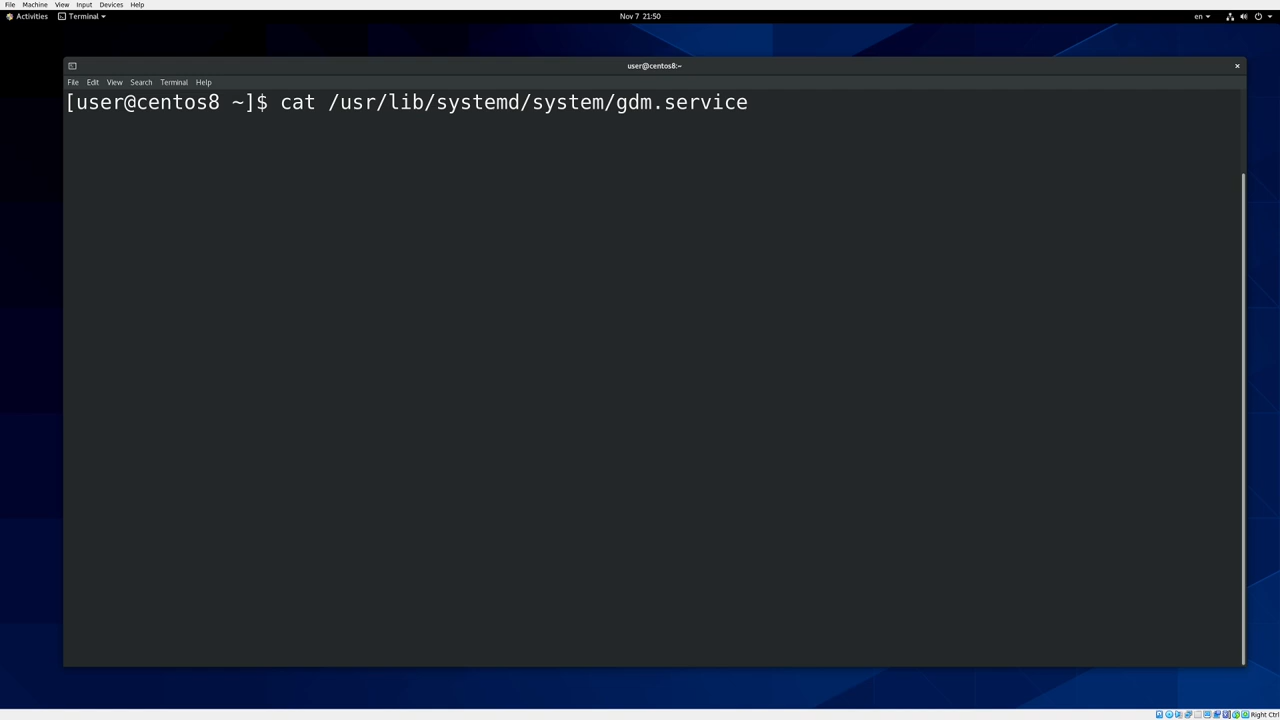 File Machine View Input Devices Help
Activities Terminal Nov 7 21:50 en
user@centos8:~
File Edit View Search Terminal Help
[user@centos8 ~]$ cat /usr/lib/systemd/system/gdm.service
Right Ctrl